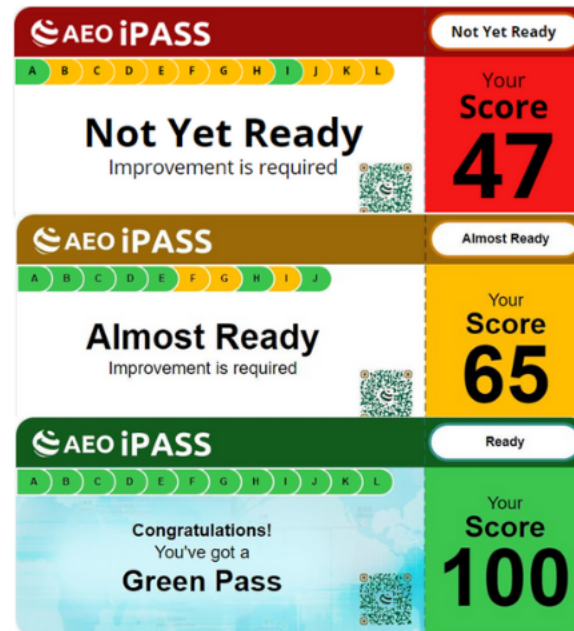 AEO iPASS
Not Yet Ready
A B C D E F G H I J K L
Not Yet Ready
Improvement is required
Your
Score
47
AEO iPASS
Almost Ready
A B C D E F G H I J
Almost Ready
Improvement is required
Your
Score
65
AEO iPASS
Ready
A B C D E F G H I J K L
Congratulations!
You've got a
Green Pass
Your
Score
100